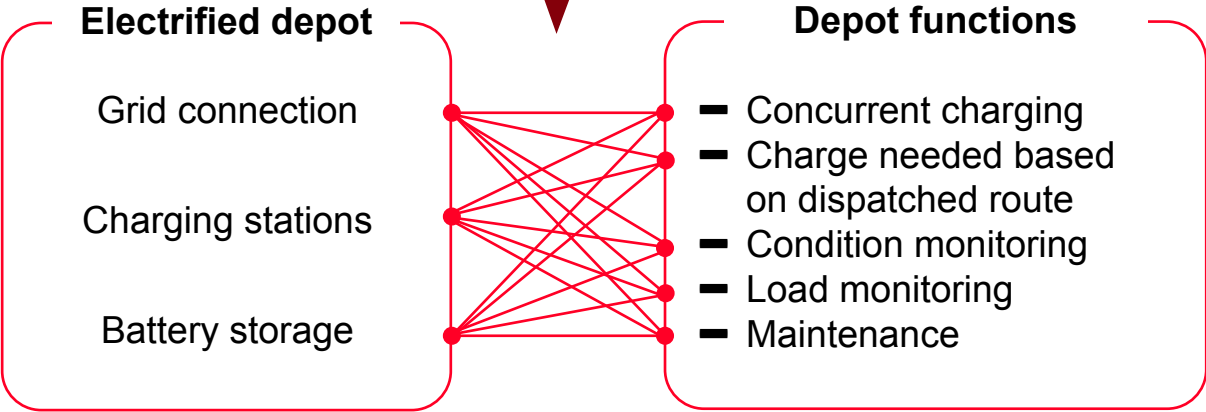 Electrified depot
Grid connection
Charging stations
Battery storage
Depot functions
- Concurrent charging
- Charge needed based
on dispatched route
- Condition monitoring
- Load monitoring
- Maintenance